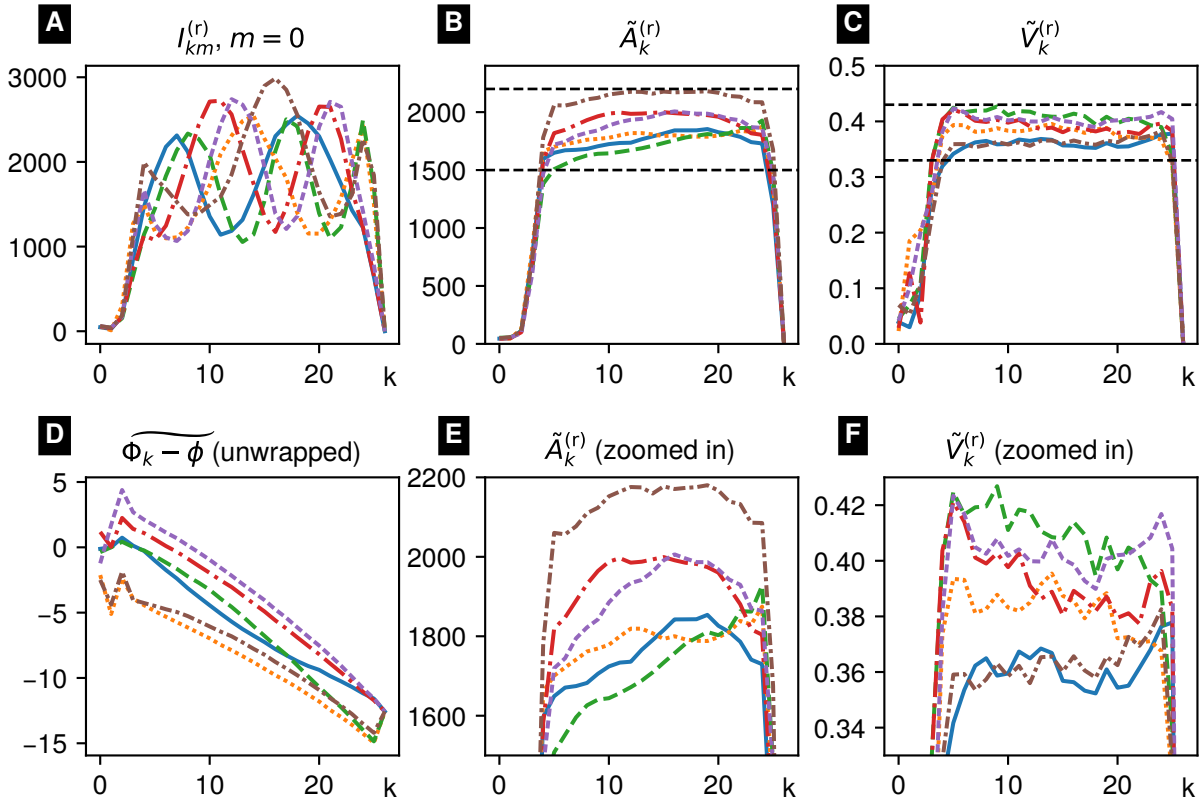 A
I_{km}^{(r)}, m = 0
3000
2000
1000
0
0
10
20
k
B
Ã_k^{(r)}
2000
1500
1000
500
0
0
10
20
k
C
Ṽ_k^{(r)}
0.5
0.4
0.3
0.2
0.1
0.0
0
10
20
k
D
\widetilde{Φ_k − ϕ} (unwrapped)
5
0
−5
−10
−15
0
10
20
k
E
Ã_k^{(r)} (zoomed in)
2200
2000
1800
1600
0
10
20
k
F
Ṽ_k^{(r)} (zoomed in)
0.42
0.40
0.38
0.36
0.34
0
10
20
k